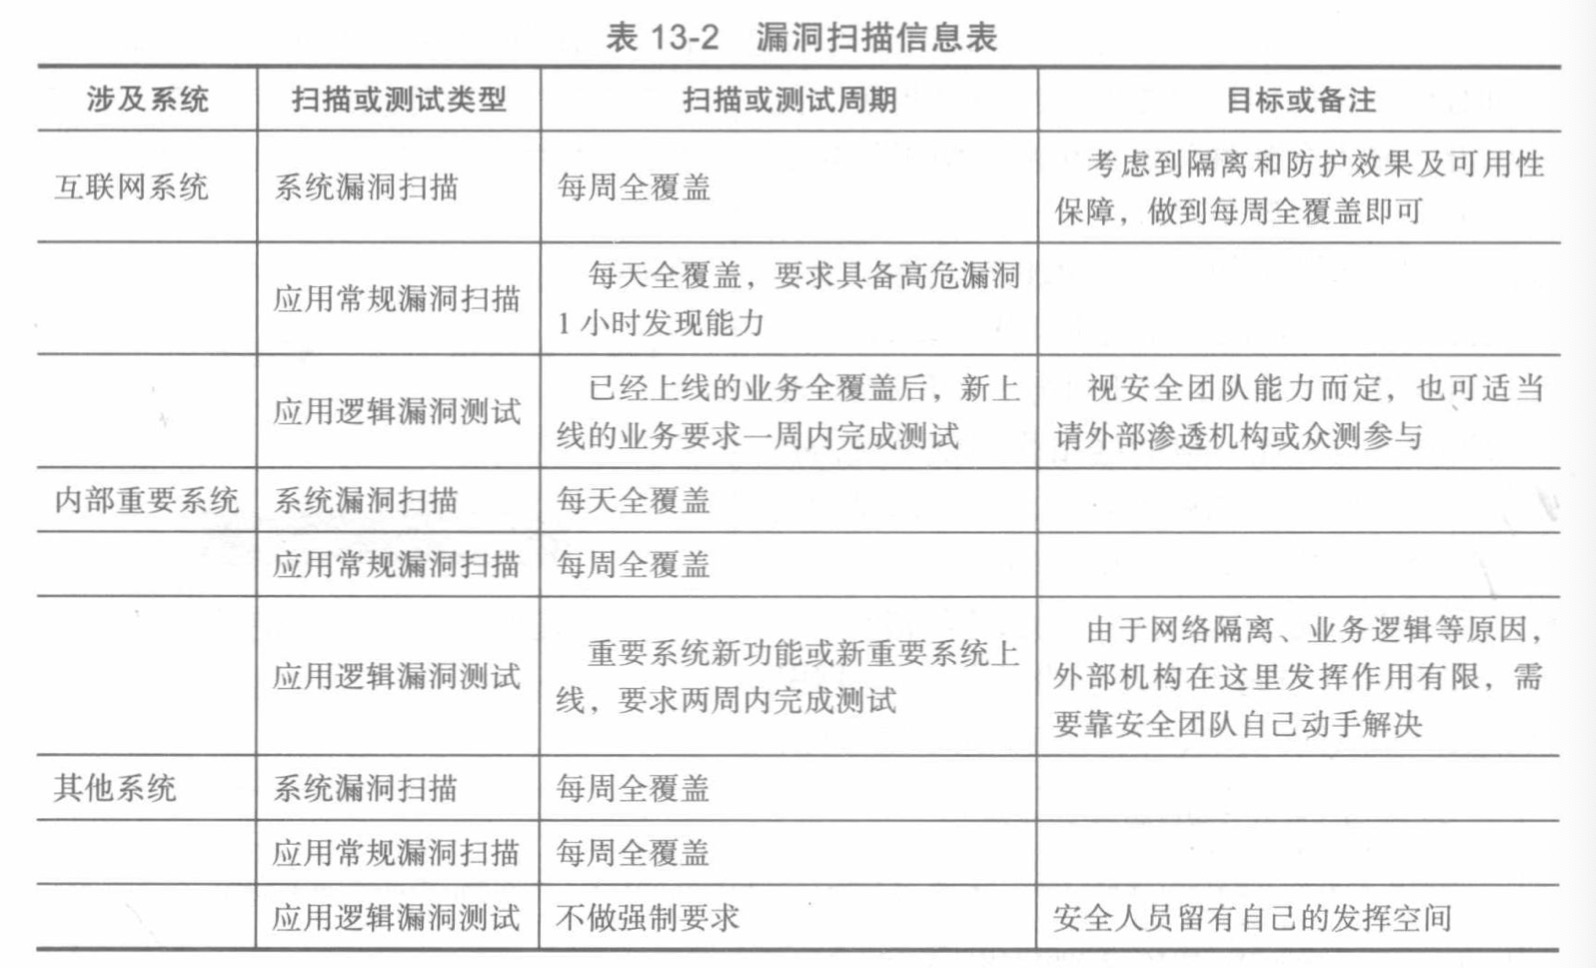 表 13-2 漏洞扫描信息表
涉及系统 扫描或测试类型 扫描或测试周期 目标或备注
互联网系统 系统漏洞扫描 每周全覆盖 考虑到隔离和防护效果及可用性
保障，做到每周全覆盖即可
应用常规漏洞扫描 每天全覆盖，要求具备高危漏洞
1 小时发现能力
应用逻辑漏洞测试 已经上线的业务全覆盖后，新上
线的业务要求一周内完成测试
视安全团队能力而定，也可适当
请外部渗透机构或众测参与
内部重要系统 系统漏洞扫描 每天全覆盖
应用常规漏洞扫描 每周全覆盖
应用逻辑漏洞测试 重要系统新功能或新重要系统上
线，要求两周内完成测试
由于网络隔离、业务逻辑等原因，
外部机构在这里发挥作用有限，需
要靠安全团队自己动手解决
其他系统 系统漏洞扫描 每周全覆盖
应用常规漏洞扫描 每周全覆盖
应用逻辑漏洞测试 不做强制要求 安全人员留有自己的发挥空间